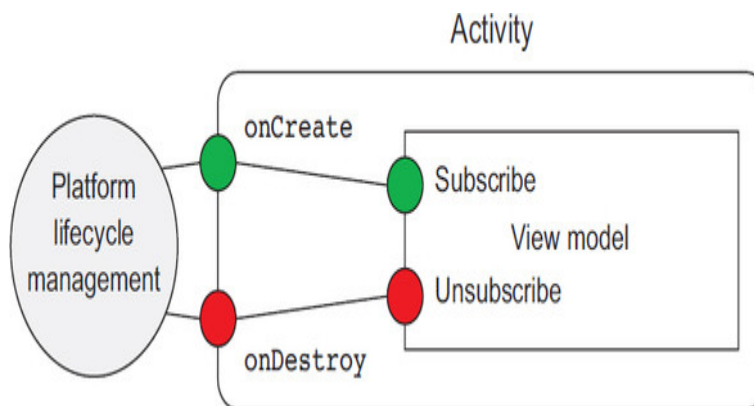 Activity
onCreate
Platform
lifecycle
management
Subscribe
View model
Unsubscribe
onDestroy